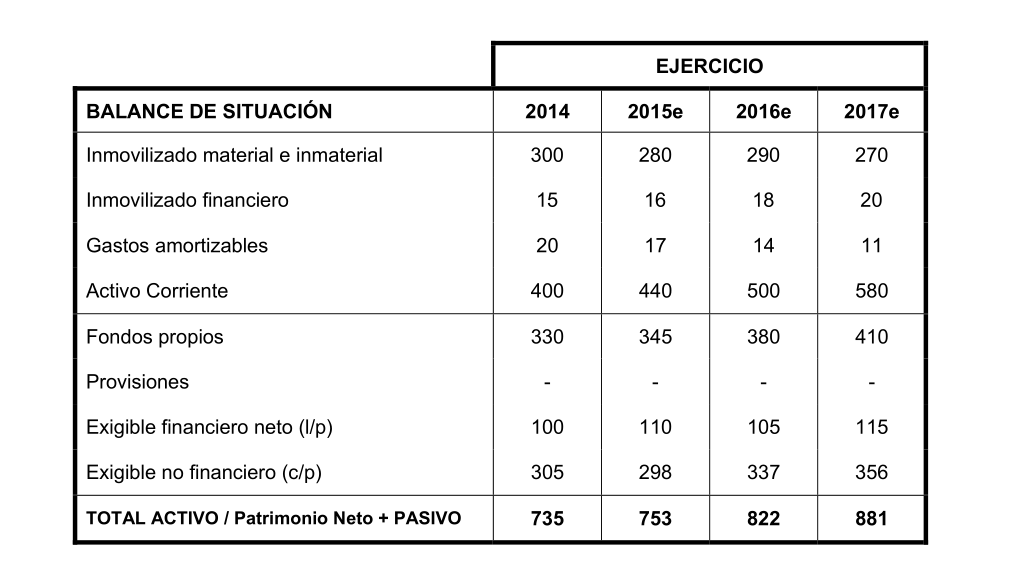 EJERCICIO
BALANCE DE SITUACIÓN 2014 2015e 2016e 2017e
Inmovilizado material e inmaterial 300 280 290 270
Inmovilizado financiero 15 16 18 20
Gastos amortizables 20 17 14 11
Activo Corriente 400 440 500 580
Fondos propios 330 345 380 410
Provisiones - - - -
Exigible financiero neto (l/p) 100 110 105 115
Exigible no financiero (c/p) 305 298 337 356
TOTAL ACTIVO / Patrimonio Neto + PASIVO 735 753 822 881